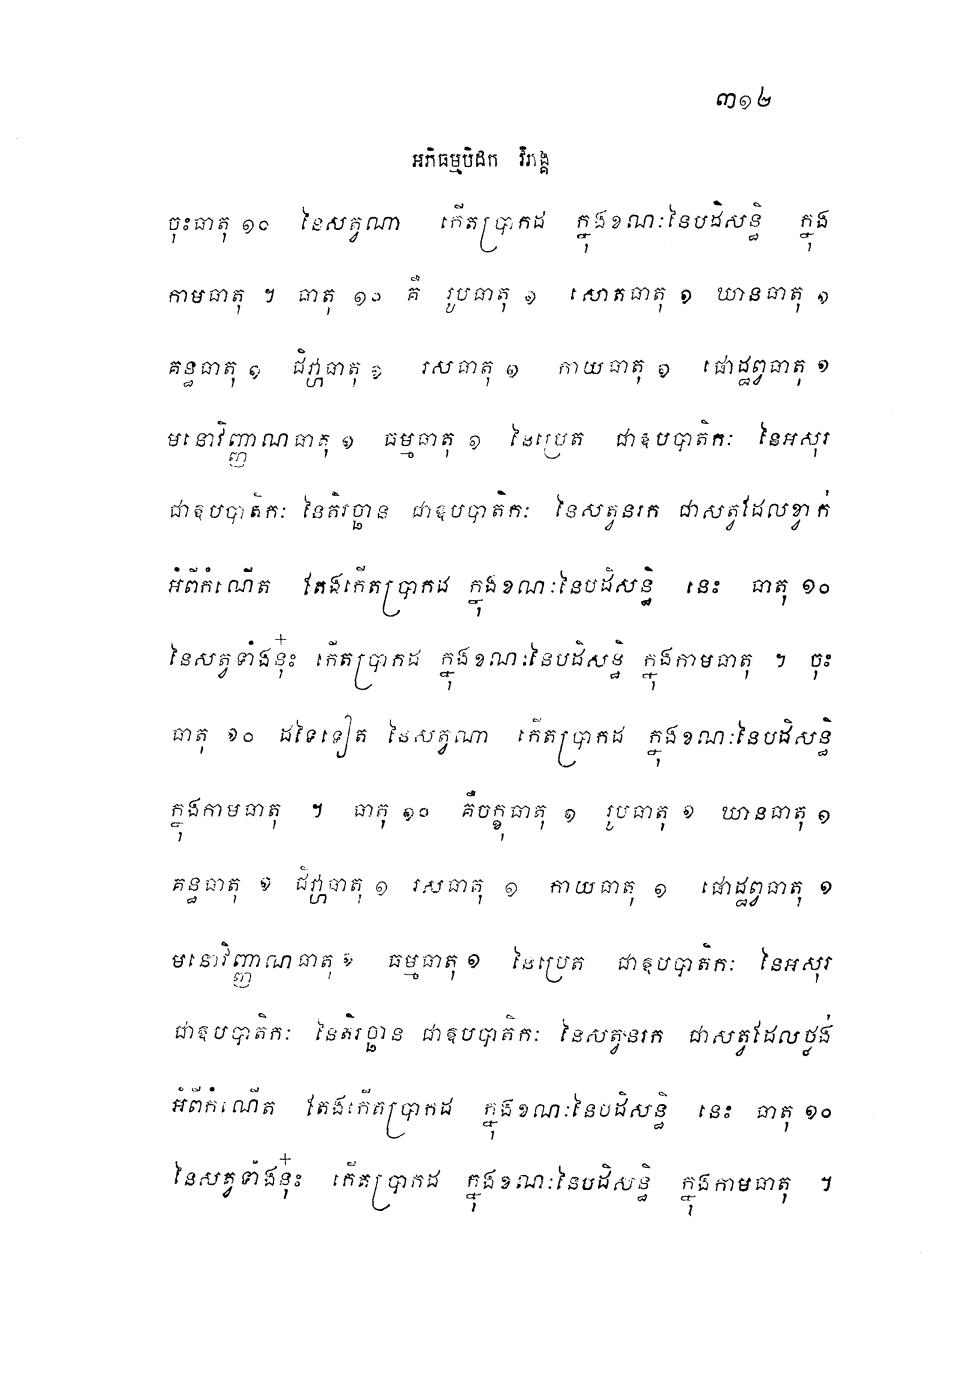 ៣១២
អភិធម្មបិដក វិភង្គ
ចុះធាតុ ១០ នៃសត្វណា កើតប្រាកដ ក្នុងខណៈនៃបដិសន្ធិ ក្នុង
កាមធាតុ ។ ធាតុ ១០ គឺ រូបធាតុ ១ សោតធាតុ ១ ឃានធាតុ ១
គន្ធធាតុ ១ ជិវ្ហាធាតុ ១ រសធាតុ ១ កាយធាតុ ១ ផោដ្ឋព្វធាតុ ១
មនោវិញ្ញាណធាតុ ១ ធម្មធាតុ ១ នៃប្រេត ជាឱបបាតិកៈ នៃអសុរ
ជាឱបបាតិកៈ នៃតិរច្ឆាន ជាឱបបាតិកៈ នៃសត្វនរក ជាសត្វដែលខ្វាក់
អំពីកំណើត តែងកើតប្រាកដ ក្នុងខណៈនៃបដិសន្ធិ នេះ ធាតុ ១០
នៃសត្វទាំងនុ៎ះ កើតប្រាកដ ក្នុងខណៈនៃបដិសន្ធិ ក្នុងកាមធាតុ ។ ចុះ
ធាតុ ១០ ដទៃទៀត នៃសត្វណា កើតប្រាកដ ក្នុងខណៈនៃបដិសន្ធិ
ក្នុងកាមធាតុ ។ ធាតុ ១០ គឺចក្ខុធាតុ ១ រូបធាតុ ១ ឃានធាតុ ១
គន្ធធាតុ ១ ជិវ្ហាធាតុ ១ រសធាតុ ១ កាយធាតុ ១ ផោដ្ឋព្វធាតុ ១
មនោវិញ្ញាណធាតុ ១ ធម្មធាតុ ១ នៃប្រេត ជាឱបបាតិកៈ នៃអសុរ
ជាឱបបាតិកៈ នៃតិរច្ឆាន ជាឱបបាតិកៈ នៃសត្វនរក ជាសត្វដែលថ្លង់
អំពីកំណើត តែងកើតប្រាកដ ក្នុងខណៈនៃបដិសន្ធិ នេះ ធាតុ ១០
នៃសត្វទាំងនុ៎ះ កើតប្រាកដ ក្នុងខណៈនៃបដិសន្ធិ ក្នុងកាមធាតុ ។